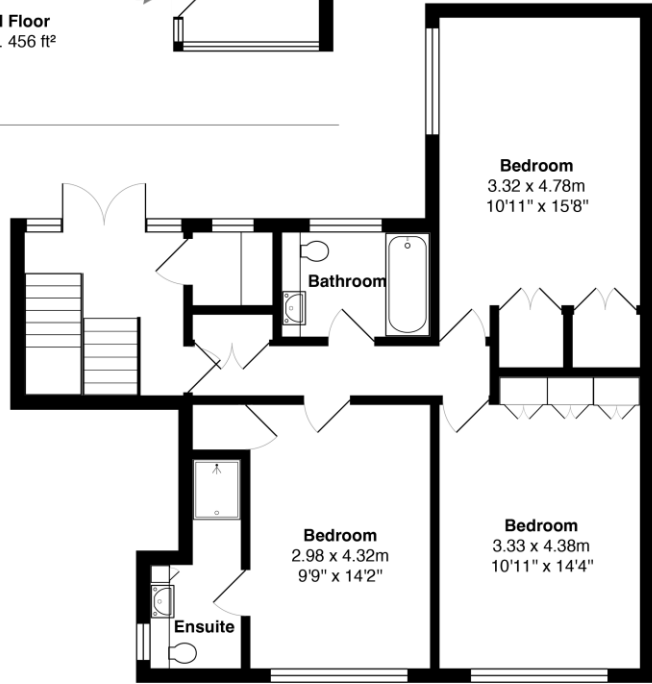 Floor
456 ft²
Bedroom
3.32 x 4.78m
10'11" x 15'8"
Bathroom
Bedroom
2.98 x 4.32m
9'9" x 14'2"
Bedroom
3.33 x 4.38m
10'11" x 14'4"
Ensuite